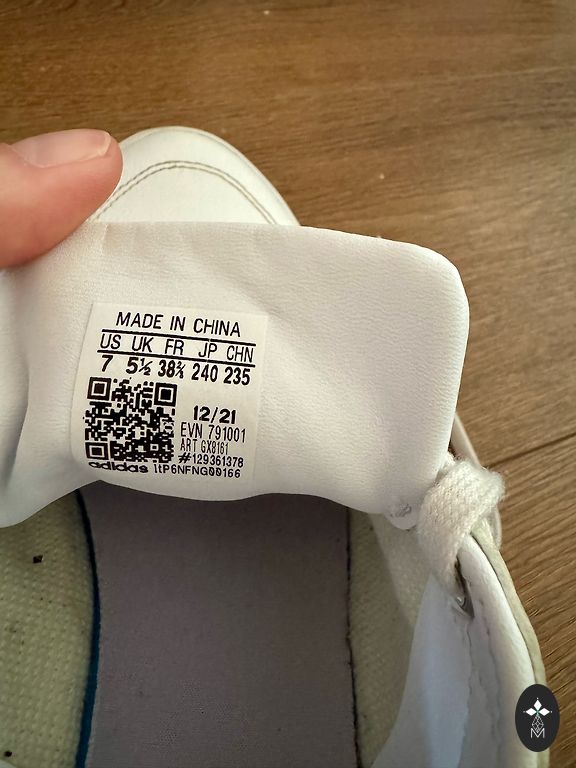 MADE IN CHINA
US UK FR JP CHN
7 5½ 38⅔ 240 235
12/21
EVN 791001
ART GX8161
#129361378
adidas 1tP6NFNG00166